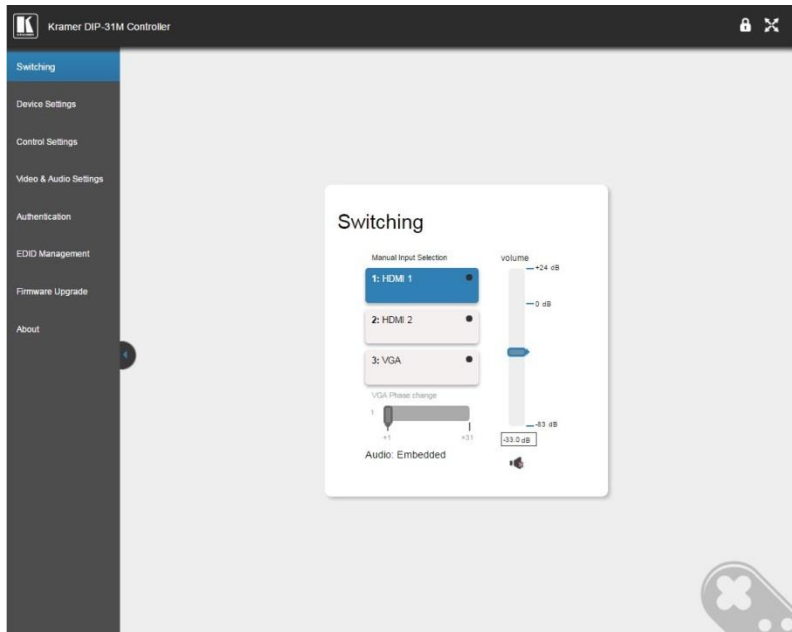 Kramer DIP-31M Controller
Switching
Device Settings
Control Settings
Video & Audio Settings
Authentication
EDID Management
Firmware Upgrade
About
Switching
Manual Input Selection
1: HDMI 1
2: HDMI 2
3: VGA
VGA Phase change
1
+1 +31
Audio: Embedded
volume
+24 dB
0 dB
-83 dB
-33.0 dB